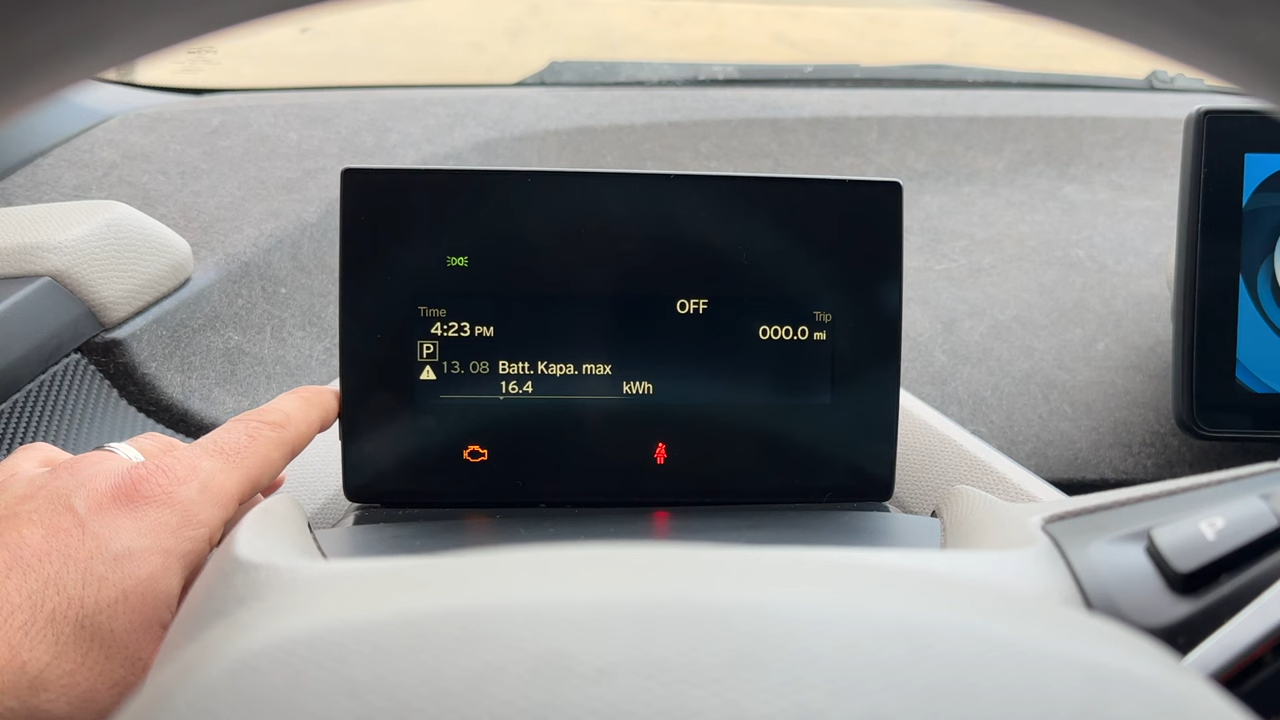 OFF
Time
Trip
4:23 PM
000.0 mi
P
13. 08 Batt. Kapa. max
16.4 kWh
P